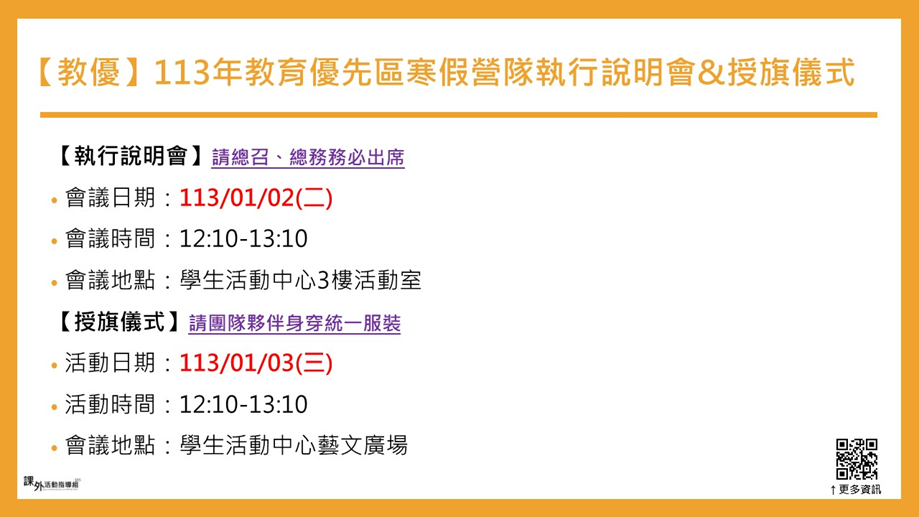 【教優】113年教育優先區寒假營隊執行說明會&授旗儀式
【執行說明會】請總召、總務務必出席
• 會議日期：113/01/02(二)
• 會議時間：12:10-13:10
• 會議地點：學生活動中心3樓活動室
【授旗儀式】請團隊夥伴身穿統一服裝
• 活動日期：113/01/03(三)
• 活動時間：12:10-13:10
• 會議地點：學生活動中心藝文廣場
課外活動指導組
↑更多資訊